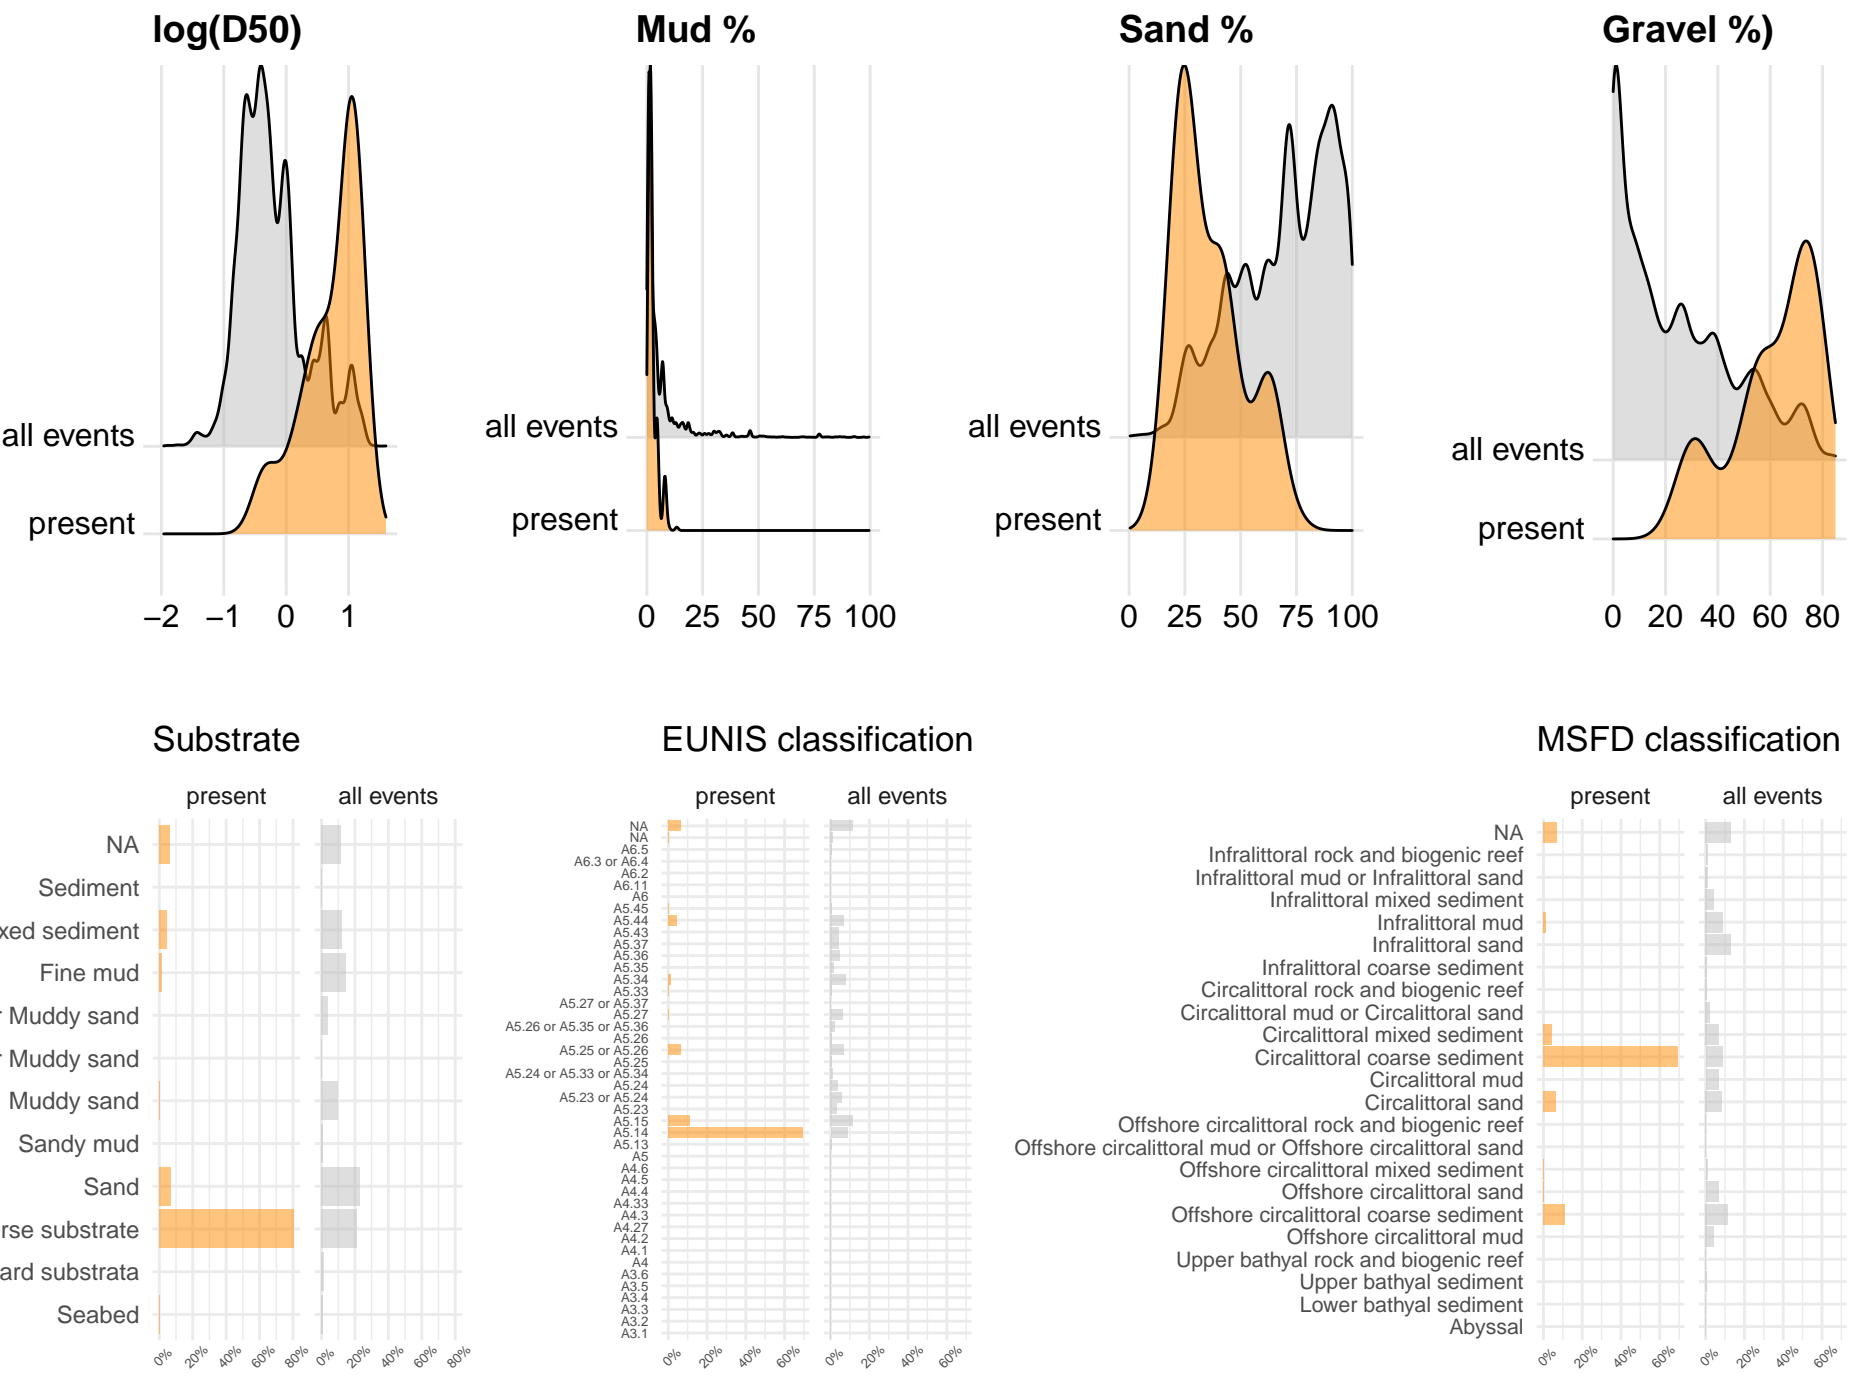 log(D50)
Mud %
Sand %
Gravel %)
all events
present
−2 −1 0 1
all events
present
0 25 50 75 100
all events
present
0 25 50 75 100
all events
present
0 20 40 60 80
Substrate
present all events
NA
Sediment
xed sediment
Fine mud
r Muddy sand
r Muddy sand
Muddy sand
Sandy mud
Sand
rse substrate
ard substrata
Seabed
0% 20% 40% 60% 80% 0% 20% 40% 60% 80%
EUNIS classification
present all events
NA
NA
A6.5
A6.3 or A6.4
A6.2
A6.11
A6
A5.45
A5.44
A5.43
A5.37
A5.36
A5.35
A5.34
A5.33
A5.27 or A5.37
A5.27
A5.26 or A5.35 or A5.36
A5.26
A5.25 or A5.26
A5.25
A5.24 or A5.33 or A5.34
A5.24
A5.23 or A5.24
A5.23
A5.15
A5.14
A5.13
A5
A4.6
A4.5
A4.4
A4.33
A4.3
A4.27
A4.2
A4.1
A4
A3.6
A3.5
A3.4
A3.3
A3.2
A3.1
0% 20% 40% 60% 0% 20% 40% 60%
MSFD classification
present all events
NA
Infralittoral rock and biogenic reef
Infralittoral mud or Infralittoral sand
Infralittoral mixed sediment
Infralittoral mud
Infralittoral sand
Infralittoral coarse sediment
Circalittoral rock and biogenic reef
Circalittoral mud or Circalittoral sand
Circalittoral mixed sediment
Circalittoral coarse sediment
Circalittoral mud
Circalittoral sand
Offshore circalittoral rock and biogenic reef
Offshore circalittoral mud or Offshore circalittoral sand
Offshore circalittoral mixed sediment
Offshore circalittoral sand
Offshore circalittoral coarse sediment
Offshore circalittoral mud
Upper bathyal rock and biogenic reef
Upper bathyal sediment
Lower bathyal sediment
Abyssal
0% 20% 40% 60% 0% 20% 40% 60%